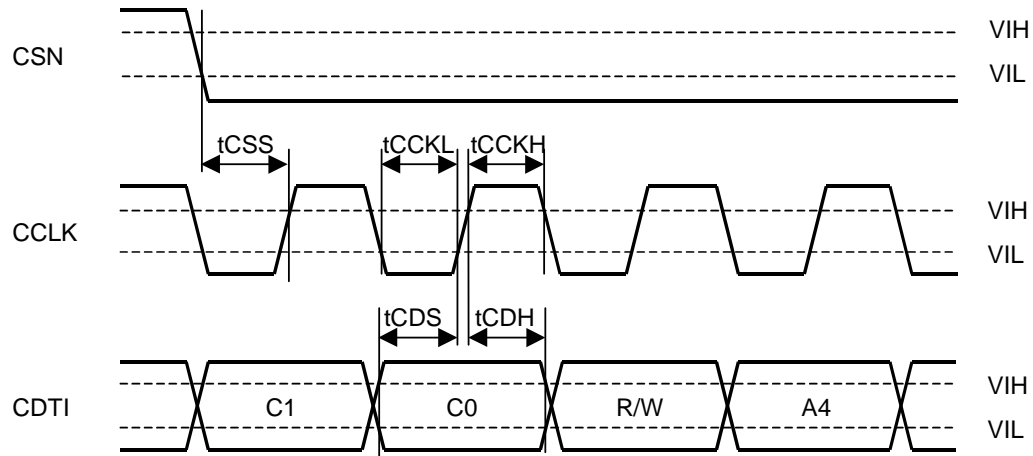 CSN
VIH
VIL
tCSS
tCCKL
tCCKH
CCLK
VIH
VIL
tCDS
tCDH
CDTI
C1
C0
R/W
A4
VIH
VIL